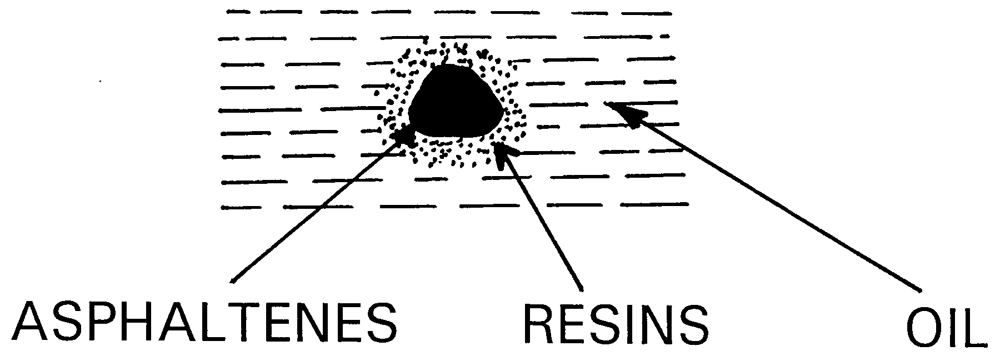 ASPHALTENES RESINS OIL